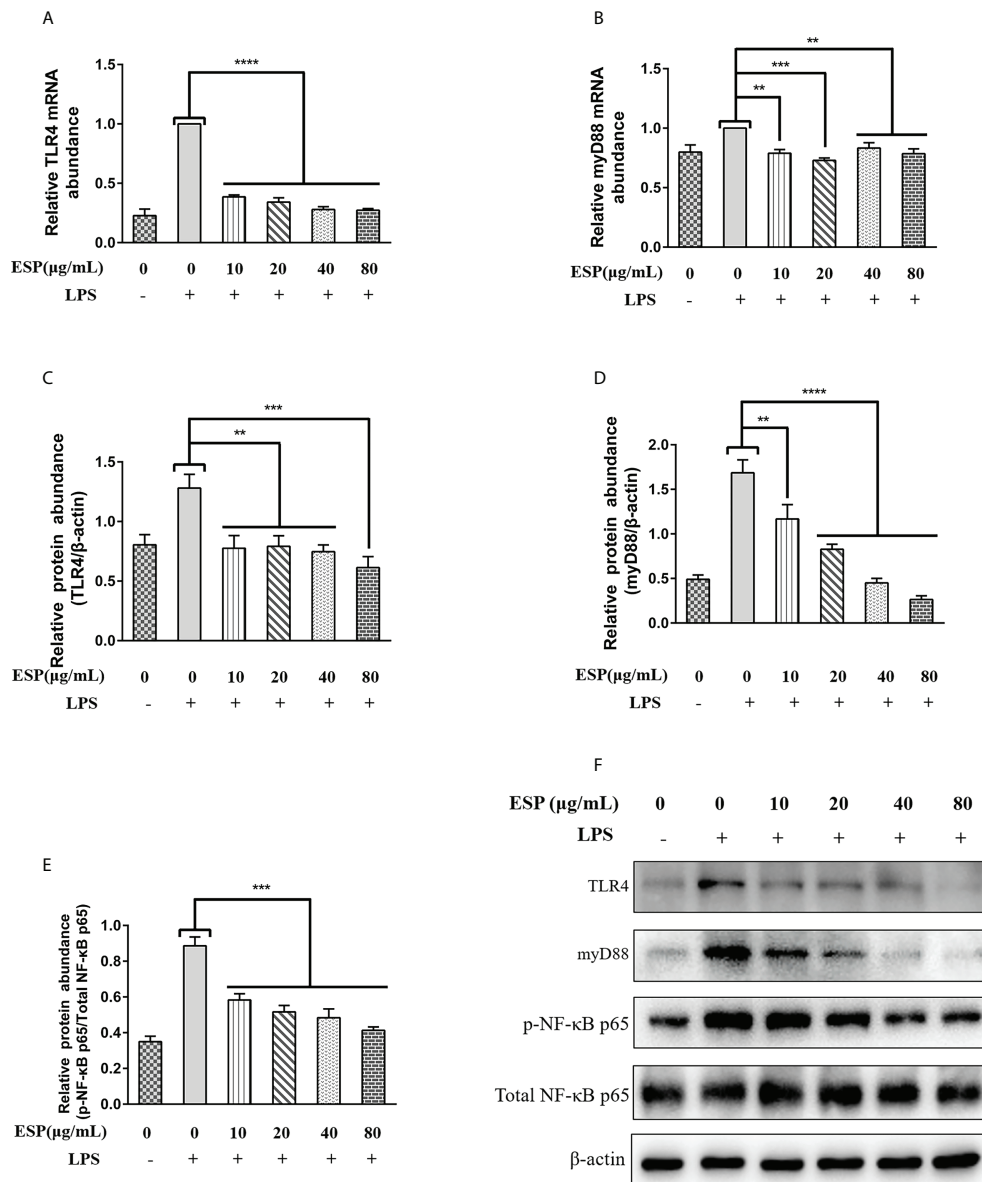 A
Relative TLR4 mRNA
abundance
****
1.5
1.0
0.5
0.0
ESP(μg/mL) 0 0 10 20 40 80
LPS - + + + + +
B
Relative myD88 mRNA
abundance
**
***
**
1.5
1.0
0.5
0.0
ESP(μg/mL) 0 0 10 20 40 80
LPS - + + + + +
C
Relative protein abundance
(TLR4/β-actin)
***
**
1.5
1.0
0.5
0.0
ESP(μg/mL) 0 0 10 20 40 80
LPS - + + + + +
D
Relative protein abundance
(myD88/β-actin)
****
**
2.0
1.5
1.0
0.5
0.0
ESP(μg/mL) 0 0 10 20 40 80
LPS - + + + + +
E
Relative protein abundance
(p-NF-κB p65/Total NF-κB p65)
***
1.0
0.8
0.6
0.4
0.2
0.0
ESP(μg/mL) 0 0 10 20 40 80
LPS - + + + + +
F
ESP (μg/mL) 0 0 10 20 40 80
LPS - + + + + +
TLR4
myD88
p-NF-κB p65
Total NF-κB p65
β-actin